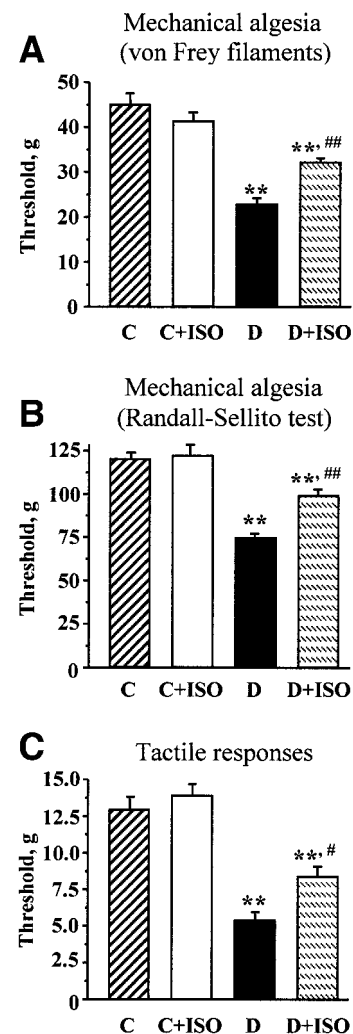 A
Mechanical algesia
(von Frey filaments)
50
40
30
20
10
0
Threshold, g
**
**, ##
C C+ISO D D+ISO
B
Mechanical algesia
(Randall-Sellito test)
125
100
75
50
25
0
Threshold, g
**
**, ##
C C+ISO D D+ISO
C
Tactile responses
15.0
12.5
10.0
7.5
5.0
2.5
0
Threshold, g
**
**, #
C C+ISO D D+ISO